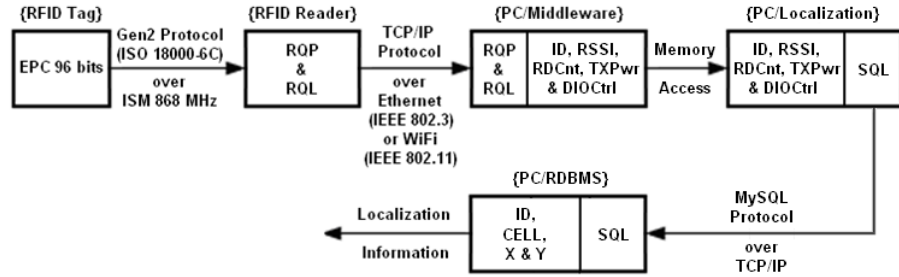 {RFID Tag}
EPC 96 bits
Gen2 Protocol
(ISO 18000-6C)
over
ISM 868 MHz
{RFID Reader}
RQP
&
RQL
TCP/IP
Protocol
over
Ethernet
(IEEE 802.3)
or WiFi
(IEEE 802.11)
{PC/Middleware}
RQP
&
RQL
ID, RSSI,
RDCnt, TXPwr
& DIOCtrl
Memory
Access
{PC/Localization}
ID, RSSI,
RDCnt, TXPwr
& DIOCtrl
SQL
MySQL
Protocol
over
TCP/IP
{PC/RDBMS}
ID,
CELL,
X & Y
SQL
Localization
Information